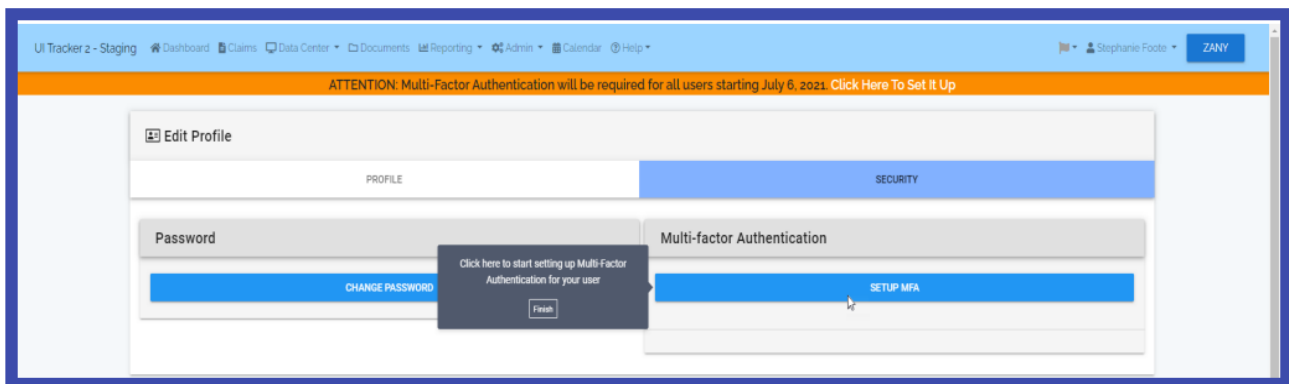 UI Tracker 2 - Staging Dashboard Claims Data Center Documents Reporting Admin Calendar Help Stephanie Foote ZANY
ATTENTION: Multi-Factor Authentication will be required for all users starting July 6, 2021. Click Here To Set It Up
Edit Profile
PROFILE SECURITY
Password
Multi-factor Authentication
Click here to start setting up Multi-Factor
Authentication for your user
Finish
CHANGE PASSWORD
SETUP MFA